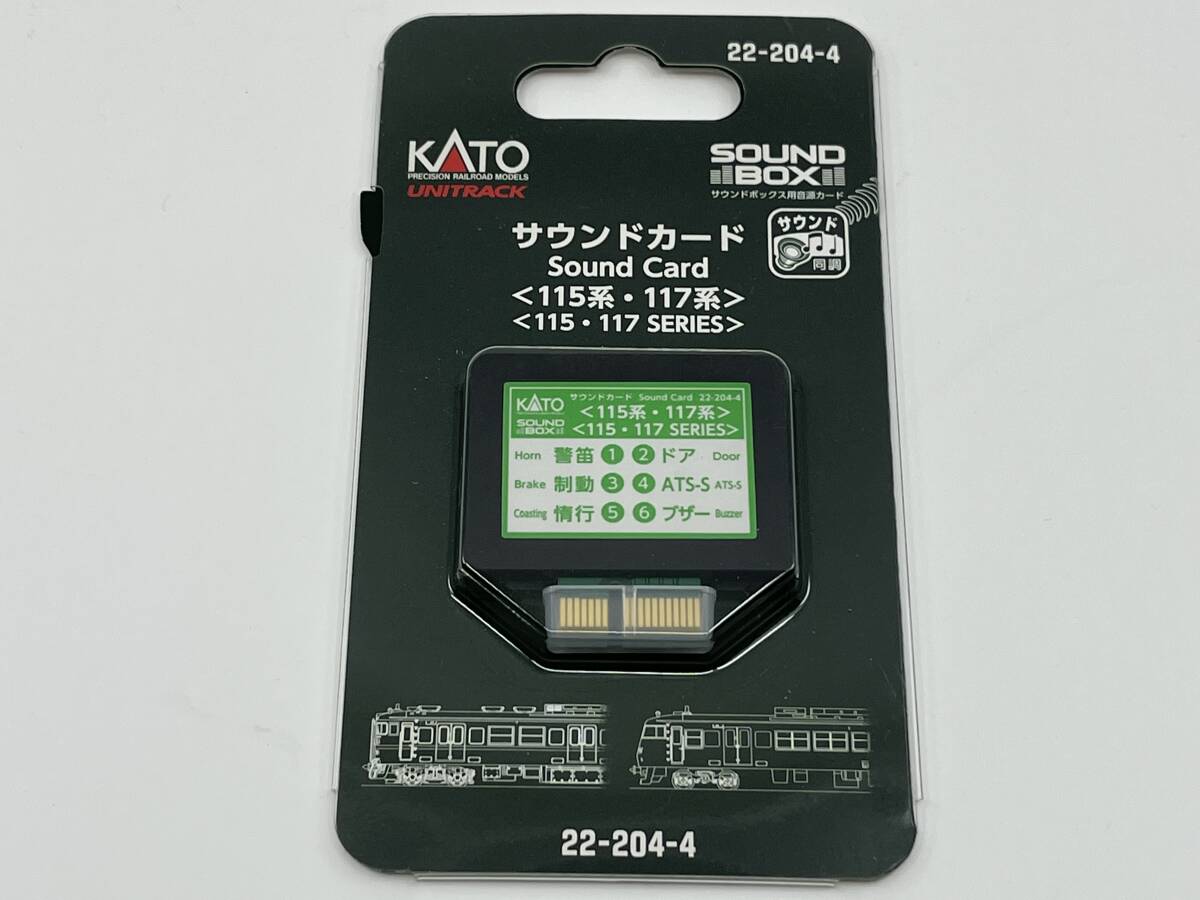 22-204-4
KATO
PRECISION RAILROAD MODELS
UNITRACK
SOUND
BOX
サウンドボックス用音源カード
サウンド
同調
サウンドカード
Sound Card
<115系・117系>
<115・117 SERIES>
KATO サウンドカード Sound Card 22-204-4
<115系・117系>
SOUND BOX <115・117 SERIES>
Horn 警笛 1 2 ドア Door
Brake 制動 3 4 ATS-S ATS-S
Coasting 惰行 5 6 ブザー Buzzer
22-204-4